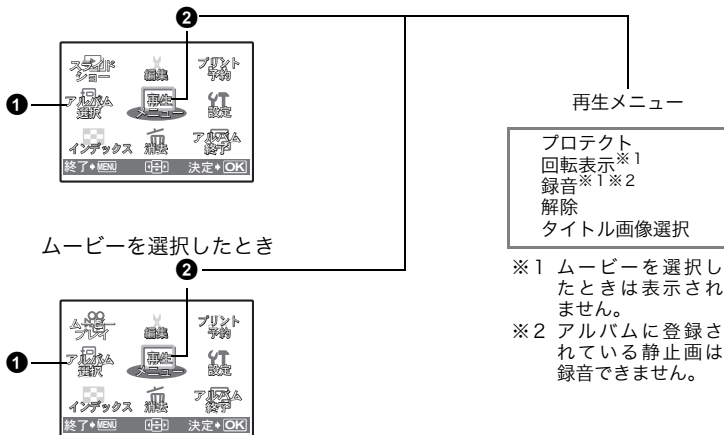 ❷
スライド
ショー
編集
プリント
予約
❶
アルバム
選択
再生
メニュー
設定
インデックス
消去
アルバム
終了
終了 MENU
決定 OK
ムービーを選択したとき
❷
ムービー
プレイ
編集
プリント
予約
❶
アルバム
選択
再生
メニュー
設定
インデックス
消去
アルバム
終了
終了 MENU
決定 OK
再生メニュー
プロテクト
回転表示※1
録音※1※2
解除
タイトル画像選択
※1 ムービーを選択し
たときは表示され
ません。
※2 アルバムに登録さ
れている静止画は
録音できません。